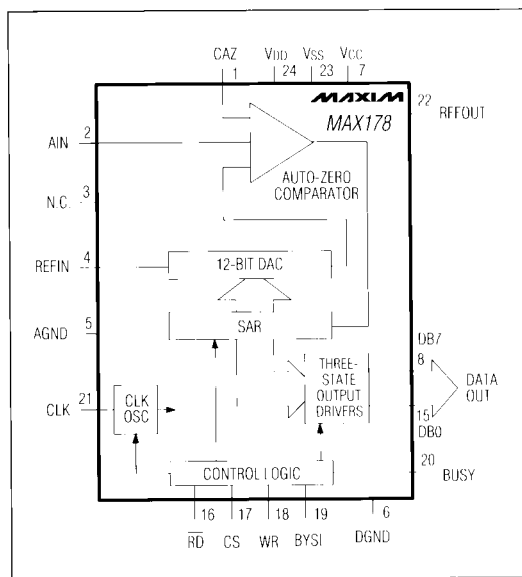 CAZ VDD VSS VCC
1 24 23 7
MAXIM
MAX178
22
RFFOUT
2
AIN
AUTO-ZERO
COMPARATOR
3
N.C.
4
REFIN
12-BIT DAC
5
AGND
SAR
DB7
8
THREE-
STATE
OUTPUT
DRIVERS
DATA
OUT
21
CLK
CLK
OSC
15
DB0
20
BUSY
CONTROL LOGIC
16 17 18 19 6
RD CS WR BYSI DGND